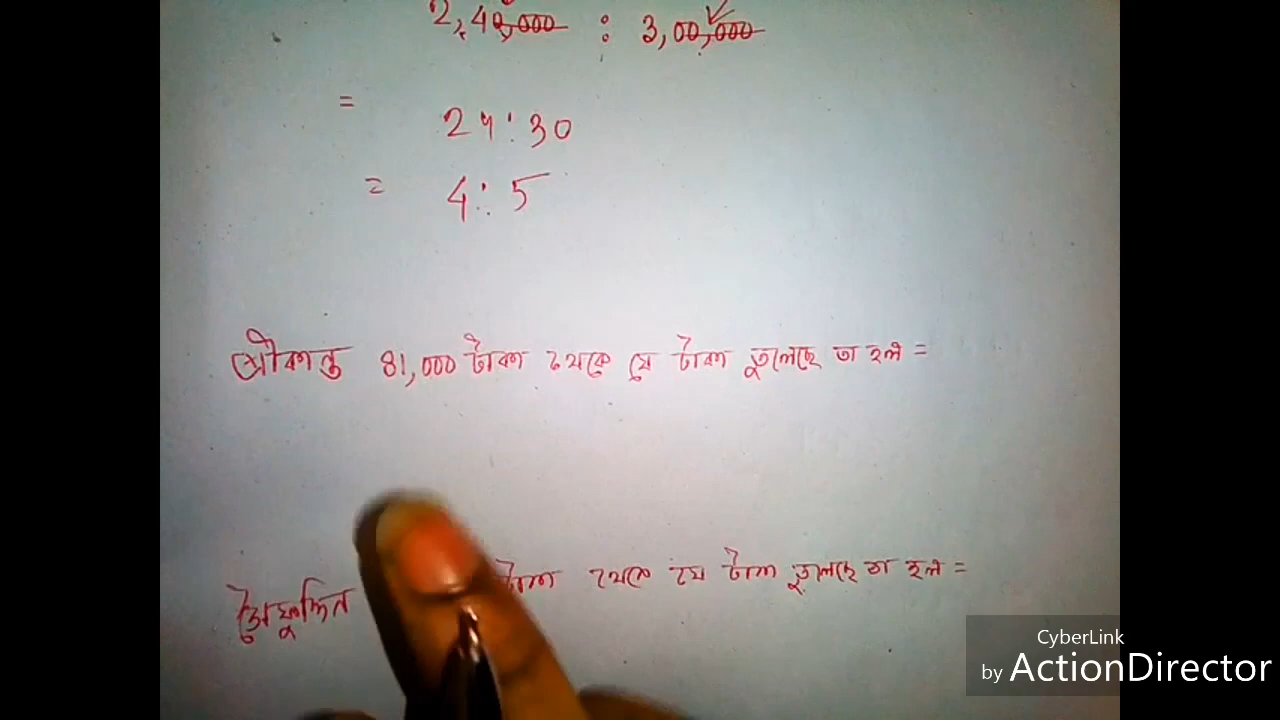 2,40,000 : 3,00,000
= 24:30
= 4:5
শ্রীকান্ত 81,000 টাকা থেকে যে টাকা তুলেছে তা হল =
টাকা থেকে যে টাকা তুলেছে তা হল =
CyberLink
by ActionDirector